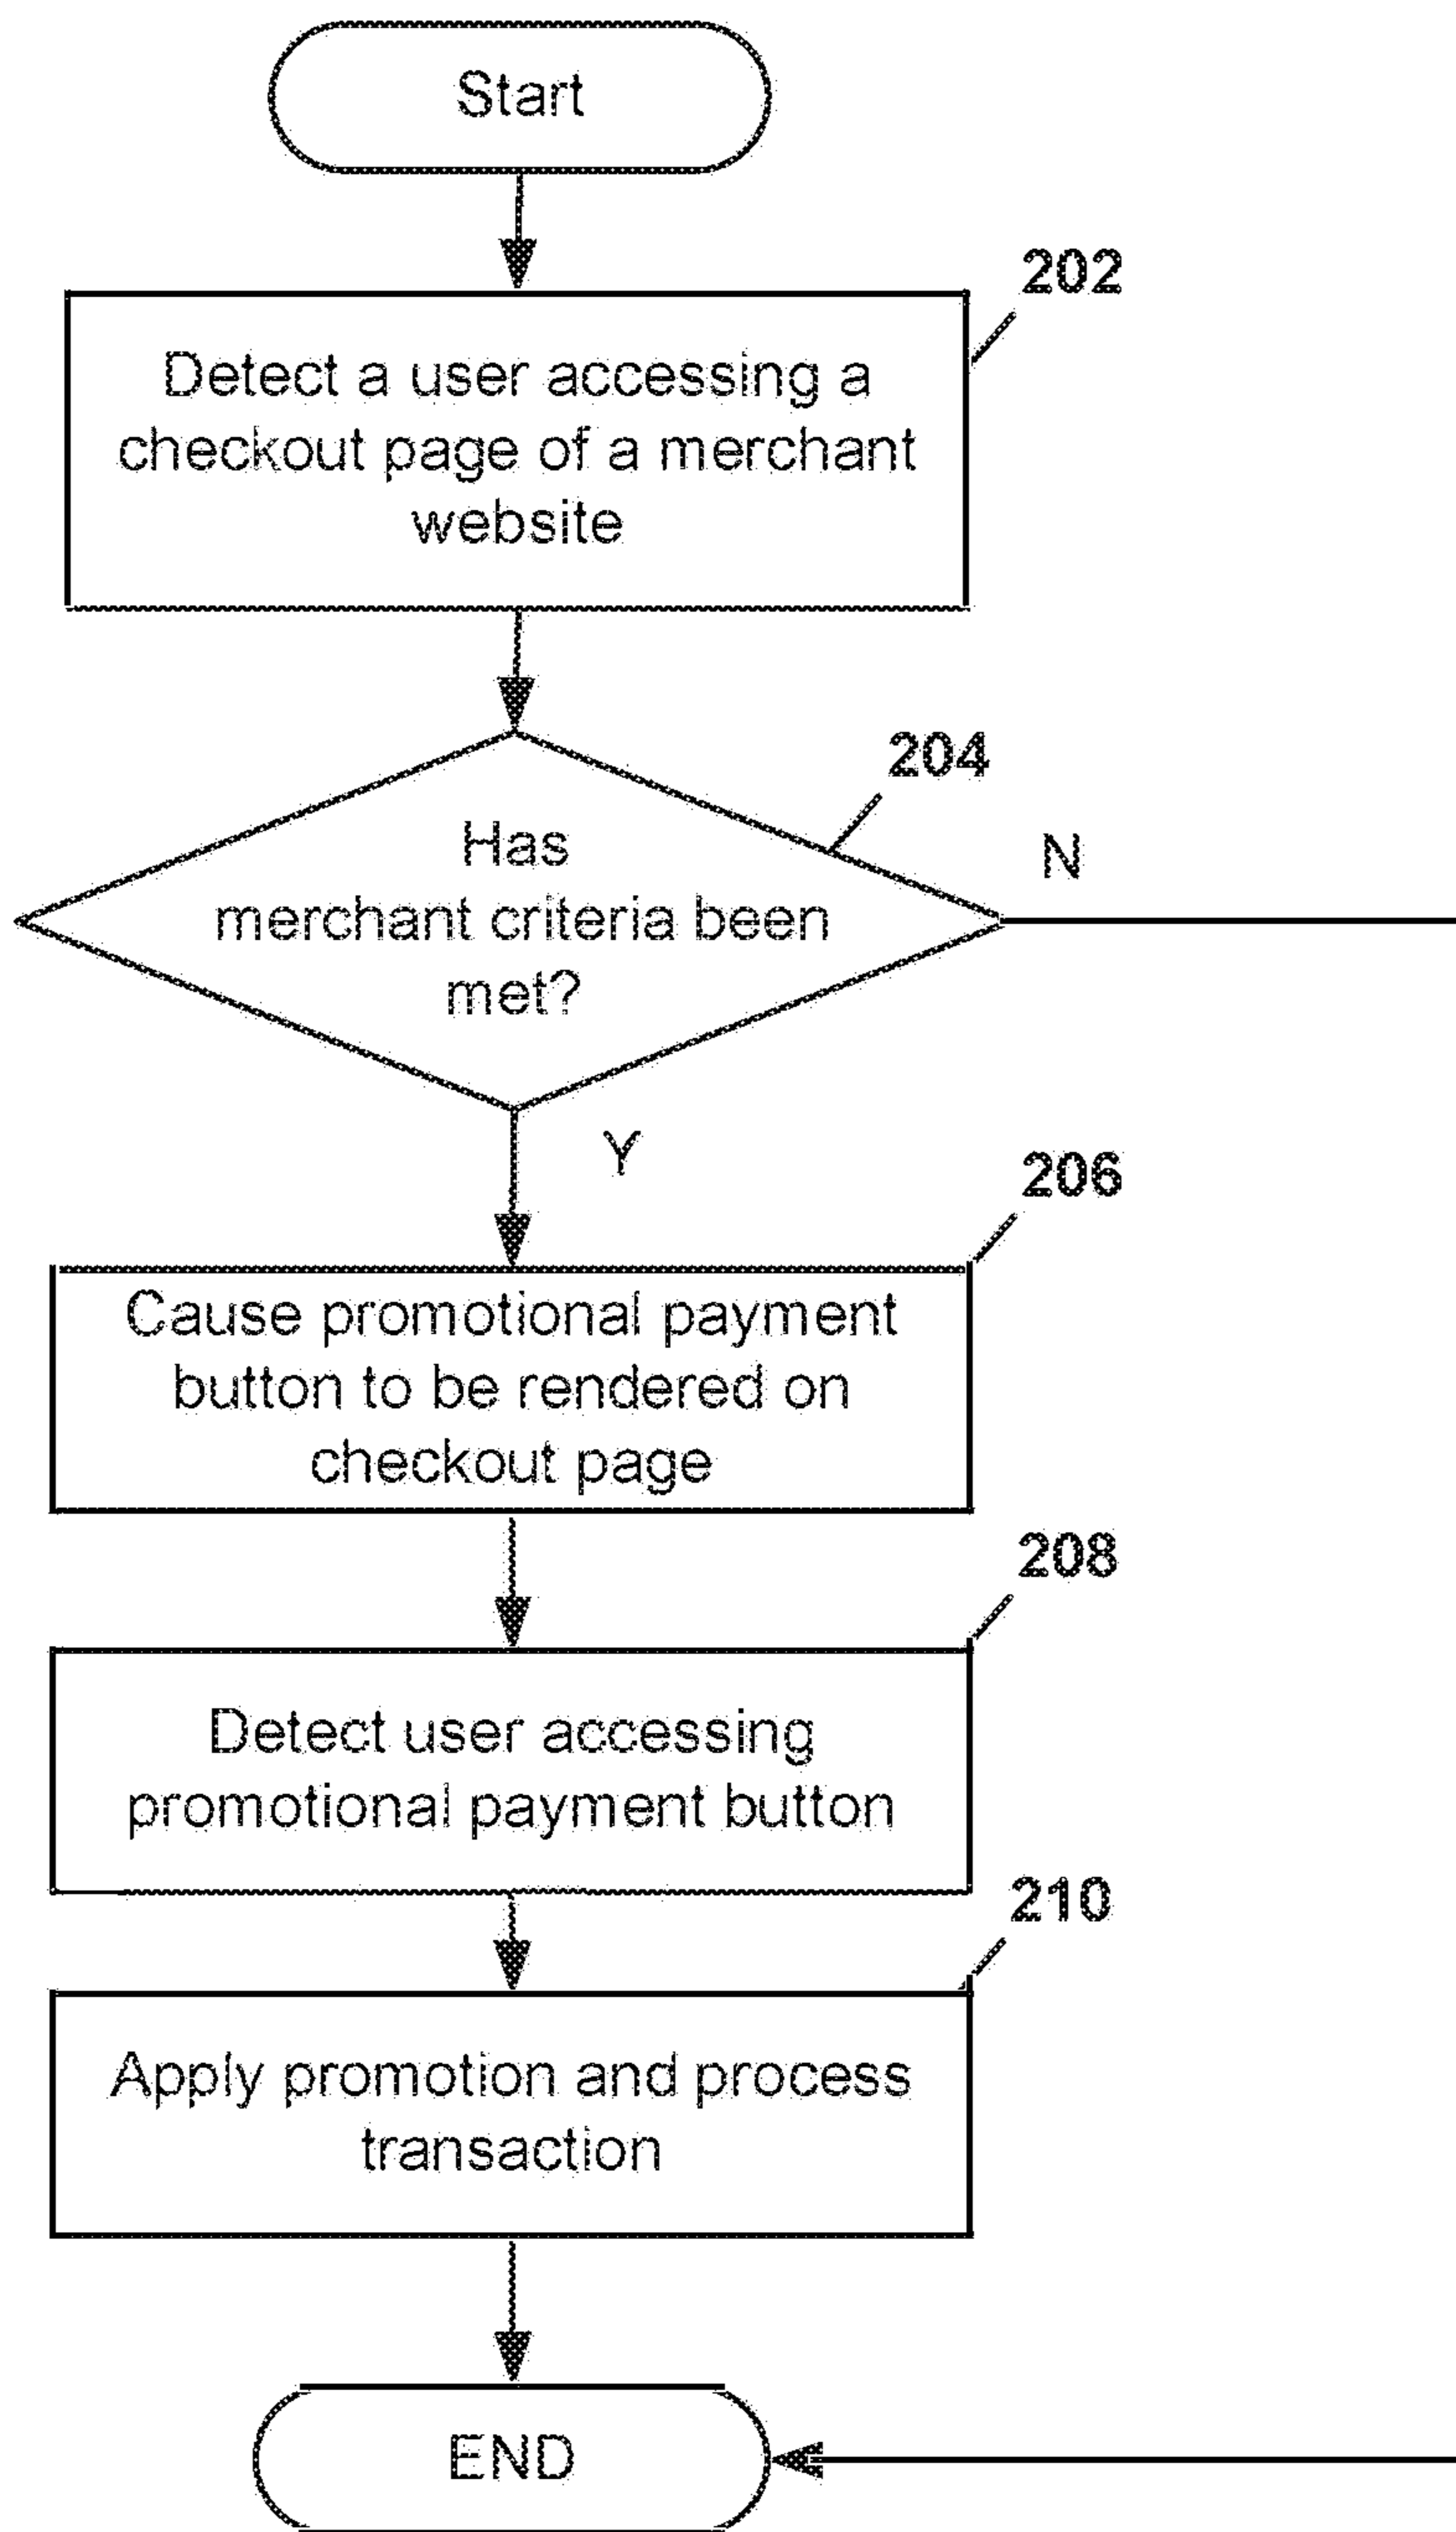 Start
202
Detect a user accessing a
checkout page of a merchant
website
204
Has
merchant criteria been
met?
N
Y
206
Cause promotional payment
button to be rendered on
checkout page
208
Detect user accessing
promotional payment button
210
Apply promotion and process
transaction
END